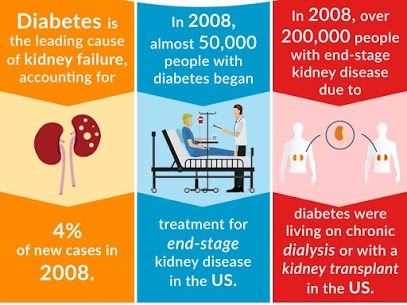 Diabetes is
the leading cause
of kidney failure,
accounting for
4%
of new cases in
2008.
In 2008,
almost 50,000
people with
diabetes began
treatment for
end-stage
kidney disease
in the US.
In 2008, over
200,000 people
with end-stage
kidney disease
due to
diabetes were
living on chronic
dialysis or with a
kidney transplant
in the US.